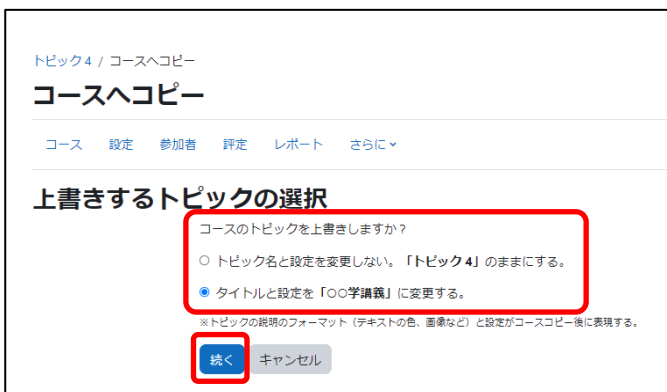 トピック4 / コースへコピー
コースへコピー
コース 設定 参加者 評定 レポート さらに
上書きするトピックの選択
コースのトピックを上書きしますか？
トピック名と設定を変更しない。「トピック4」のままにする。
タイトルと設定を「○○学講義」に変更する。
※トピックの説明のフォーマット（テキストの色、画像など）と設定がコースコピー後に表現する。
続く キャンセル